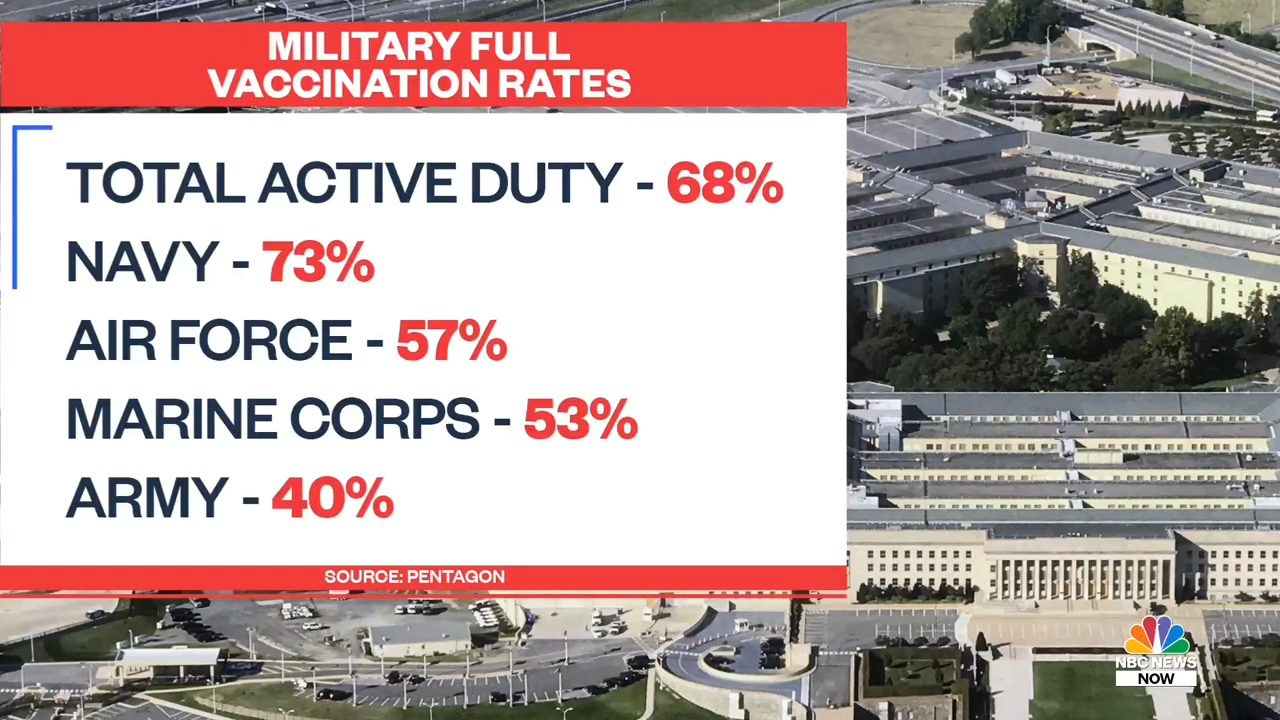 MILITARY FULL
VACCINATION RATES
TOTAL ACTIVE DUTY - 68%
NAVY - 73%
AIR FORCE - 57%
MARINE CORPS - 53%
ARMY - 40%
SOURCE: PENTAGON
NBC NEWS
NOW